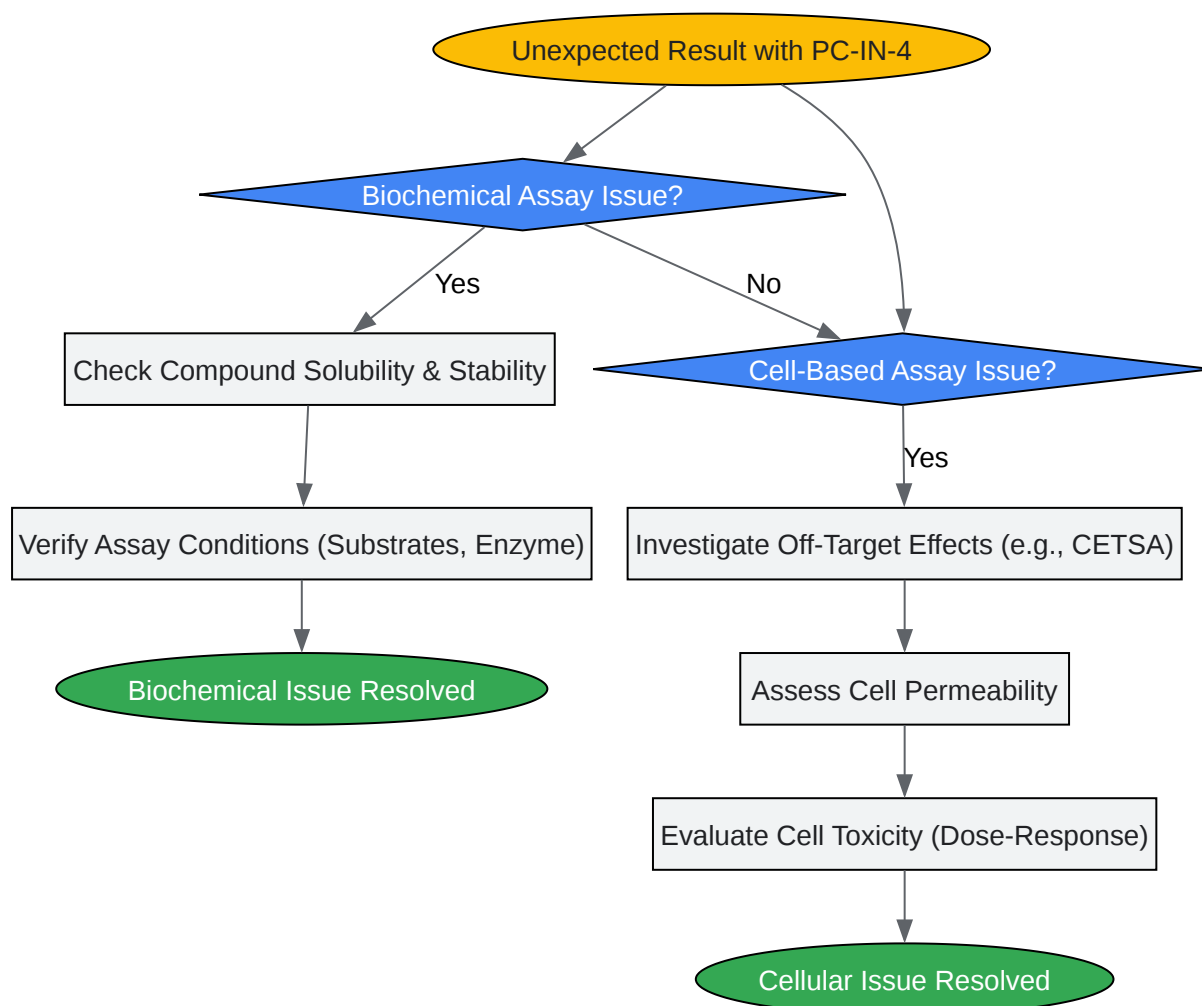 Unexpected Result with PC-IN-4
Biochemical Assay Issue?
Yes
No
Check Compound Solubility & Stability
Cell-Based Assay Issue?
Yes
Verify Assay Conditions (Substrates, Enzyme)
Investigate Off-Target Effects (e.g., CETSA)
Biochemical Issue Resolved
Assess Cell Permeability
Evaluate Cell Toxicity (Dose-Response)
Cellular Issue Resolved